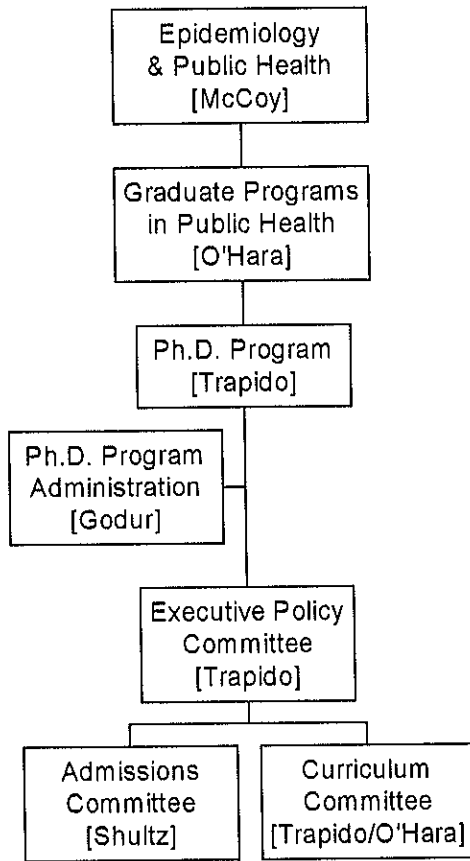 Epidemiology
& Public Health
[McCoy]
Graduate Programs
in Public Health
[O'Hara]
Ph.D. Program
[Trapido]
Ph.D. Program
Administration
[Godur]
Executive Policy
Committee
[Trapido]
Admissions
Committee
[Shultz]
Curriculum
Committee
[Trapido/O'Hara]